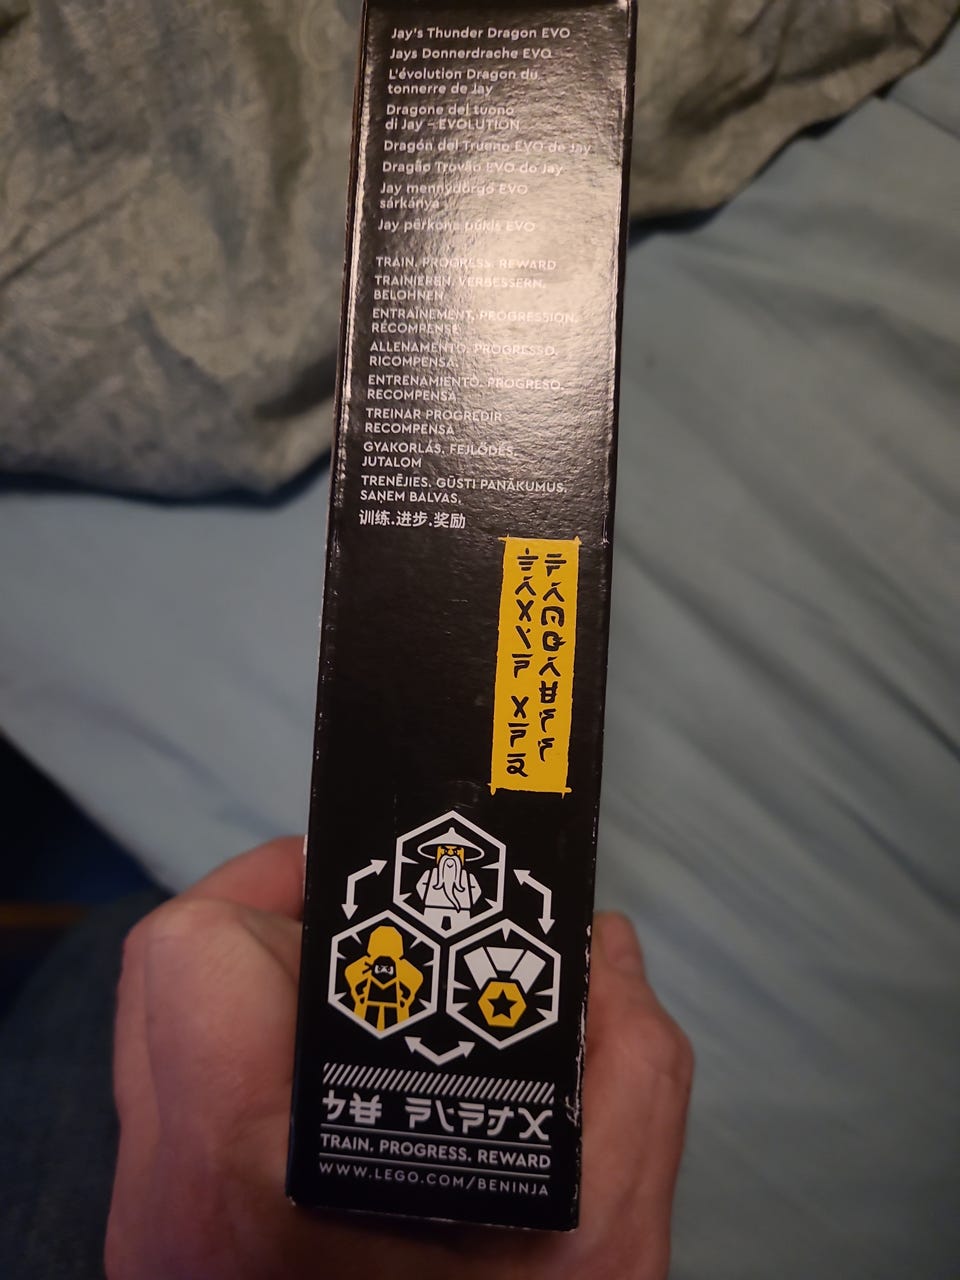 Jay's Thunder Dragon EVO
Jays Donnerdrache EVO
L'évolution Dragon du
tonnerre de Jay
Dragone del tuono
di Jay - EVOLUTION
Dragón del Trueno EVO de Jay
Dragão Trovão EVO do Jay
Jay mennydörgő EVO
sárkánya
Jay pērkona pūķis EVO
TRAIN. PROGRESS. REWARD
TRAINIEREN. VERBESSERN.
BELOHNEN
ENTRAÎNEMENT, PROGRESSION,
RÉCOMPENSE
ALLENAMENTO. PROGRESSO.
RICOMPENSA.
ENTRENAMIENTO. PROGRESO.
RECOMPENSA
TREINAR PROGREDIR
RECOMPENSA
GYAKORLÁS. FEJLŐDÉS.
JUTALOM
TRENĒJIES. GŪSTI PANĀKUMUS.
SAŅEM BALVAS.
训练.进步.奖励
TRAIN. PROGRESS. REWARD
WWW.LEGO.COM/BENINJA